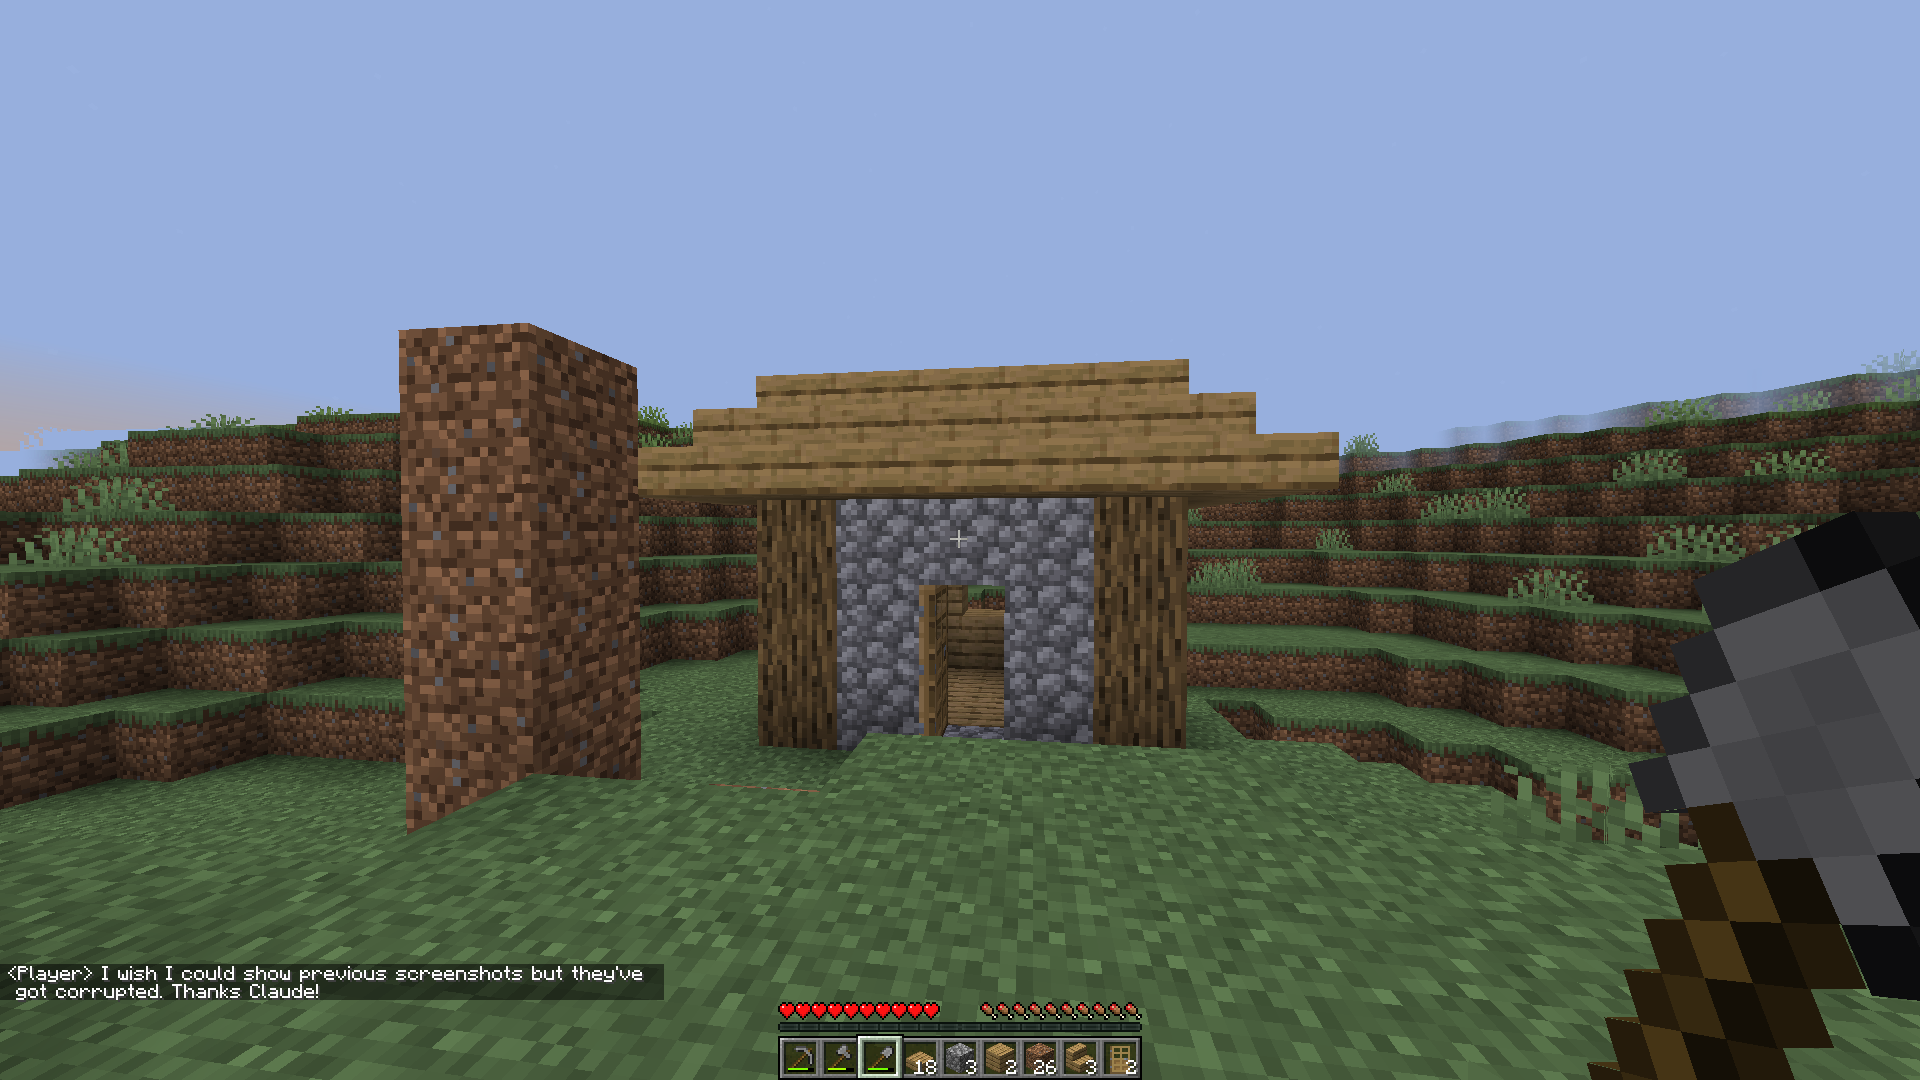 <Player> I wish I could show previous screenshots but they've
got corrupted. Thanks Claude!
18 3 2 26 3 2